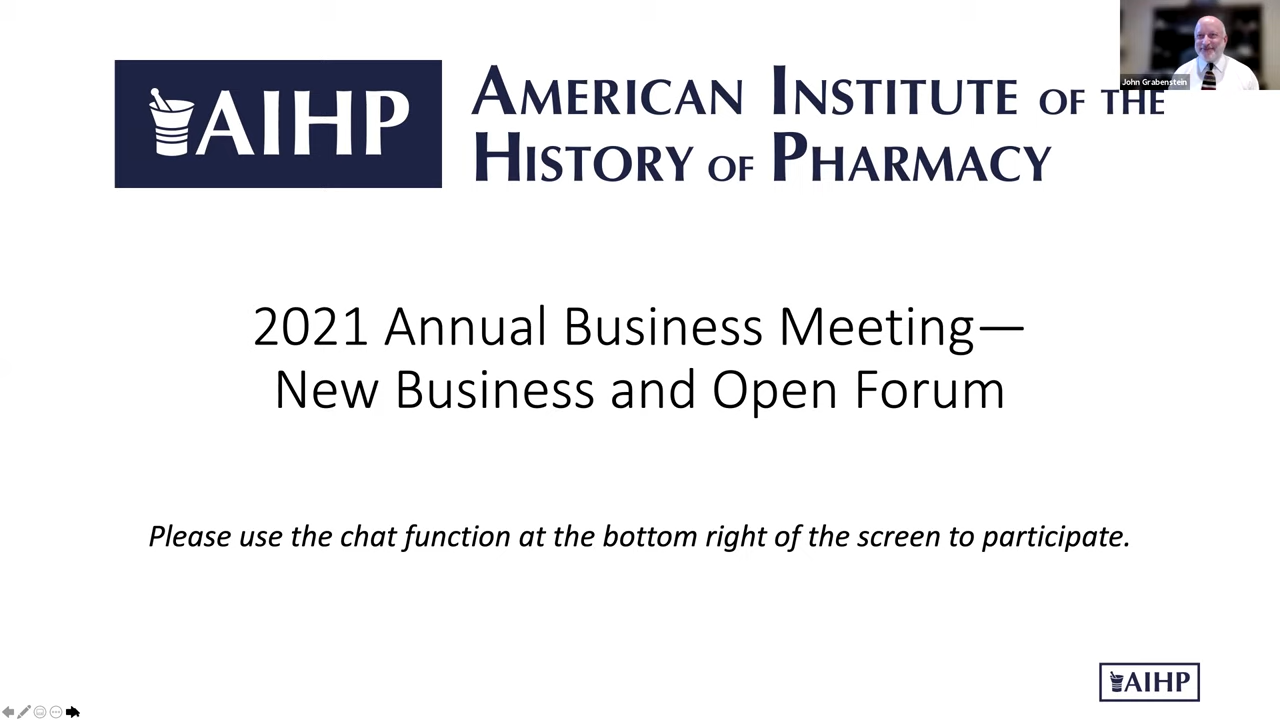 AIHP
AMERICAN INSTITUTE OF THE
HISTORY OF PHARMACY
John Grabenstein
2021 Annual Business Meeting—
New Business and Open Forum
Please use the chat function at the bottom right of the screen to participate.
AIHP